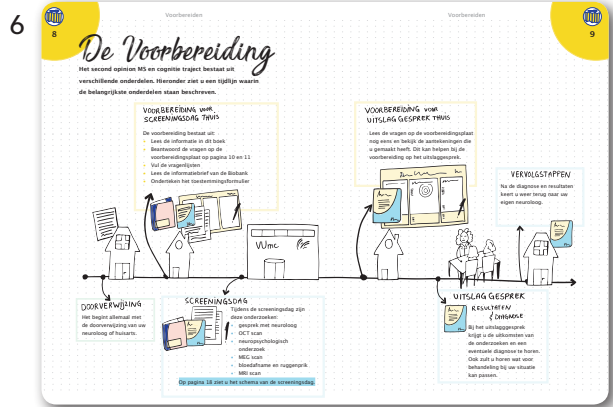 6
Voorbereiden
Voorbereiden
8
9
De Voorbereiding
Het second opinion MS en cognitie traject bestaat uit
verschillende onderdelen. Hieronder ziet u een tijdlijn waarin
de belangrijkste onderdelen staan beschreven.
VOORBEREIDING voor
SCREENINGSDAG THUIS
De voorbereiding bestaat uit:
Lees de informatie in dit boek
Beantwoord de vragen op de
voorbereidingsplaat op pagina 10 en 11
Vul de vragenlijsten
Lees de informatiebrief van de Biobank
Onderteken het toestemmingsformulier
VOORBEREIDING voor
UITSLAG GESPREK THUIS
Lees de vragen op de voorbereidingsplaat
nog eens en bekijk de aantekeningen die
u gemaakt heeft. Dit kan helpen bij de
voorbereiding op het uitslaggesprek.
VERVOLGSTAPPEN
Na de diagnose en resultaten
keert u weer terug naar uw
eigen neuroloog.
VUmc
DOORVERWIJZING
Het begint allemaal met
de doorverwijzing van uw
neuroloog of huisarts.
SCREENINGSDAG
Tijdens de screeningsdag zijn
deze onderzoeken:
gesprek met neuroloog
OCT scan
neuropsychologisch
onderzoek
MEG scan
bloedafname en ruggenprik
MRI scan
Op pagina 18 ziet u het schema van de screeningsdag.
UITSLAG GESPREK
RESULTATEN
& DIAGNOSE
Bij het uitslaggesprek
krijgt u de uitkomsten van
de onderzoeken en een
eventuele diagnose te horen.
Ook zult u horen wat voor
behandeling bij uw situatie
kan passen.